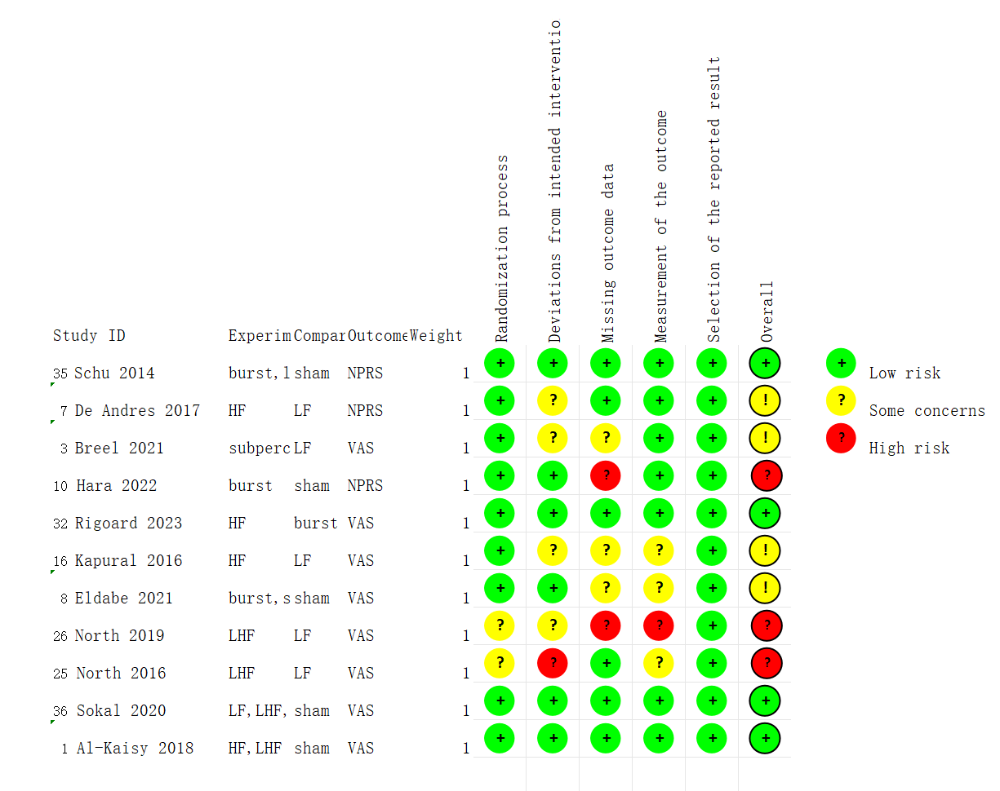 Randomization process
Deviations from intended interventio
Missing outcome data
Measurement of the outcome
Selection of the reported result
Overall
Study ID Experim Compar Outcome Weight
35 Schu 2014 burst,l sham NPRS 1 + + + + + +
7 De Andres 2017 HF LF NPRS 1 + ? + + + !
3 Breel 2021 subperc LF VAS 1 + ? ? + + !
10 Hara 2022 burst sham NPRS 1 + + ? + + ?
32 Rigoard 2023 HF burst VAS 1 + + + + + +
16 Kapural 2016 HF LF VAS 1 + ? ? ? + !
8 Eldabe 2021 burst,s sham VAS 1 + + ? ? + !
26 North 2019 LHF LF VAS 1 ? ? ? ? + ?
25 North 2016 LHF LF VAS 1 ? ? + ? + ?
36 Sokal 2020 LF,LHF, sham VAS 1 + + + + + +
1 Al-Kaisy 2018 HF,LHF sham VAS 1 + + + + + +
+ Low risk
? Some concerns
? High risk